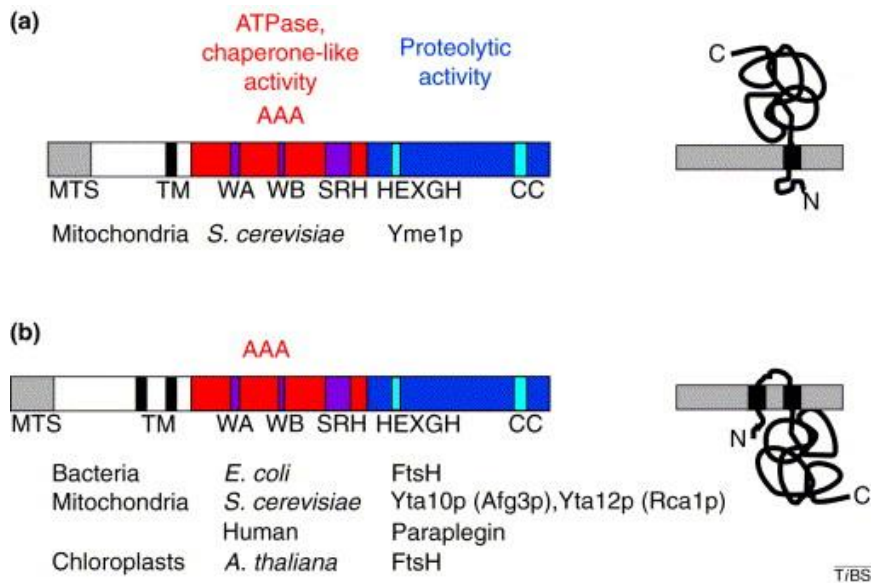 (a)
ATPase,
chaperone-like
activity
AAA
Proteolytic
activity
C
MTS TM WA WB SRH HEXGH CC
N
Mitochondria S. cerevisiae Yme1p
(b)
AAA
MTS TM WA WB SRH HEXGH CC
N
C
Bacteria E. coli FtsH
Mitochondria S. cerevisiae Yta10p (Afg3p),Yta12p (Rca1p)
Human Paraplegin
Chloroplasts A. thaliana FtsH
TiBS